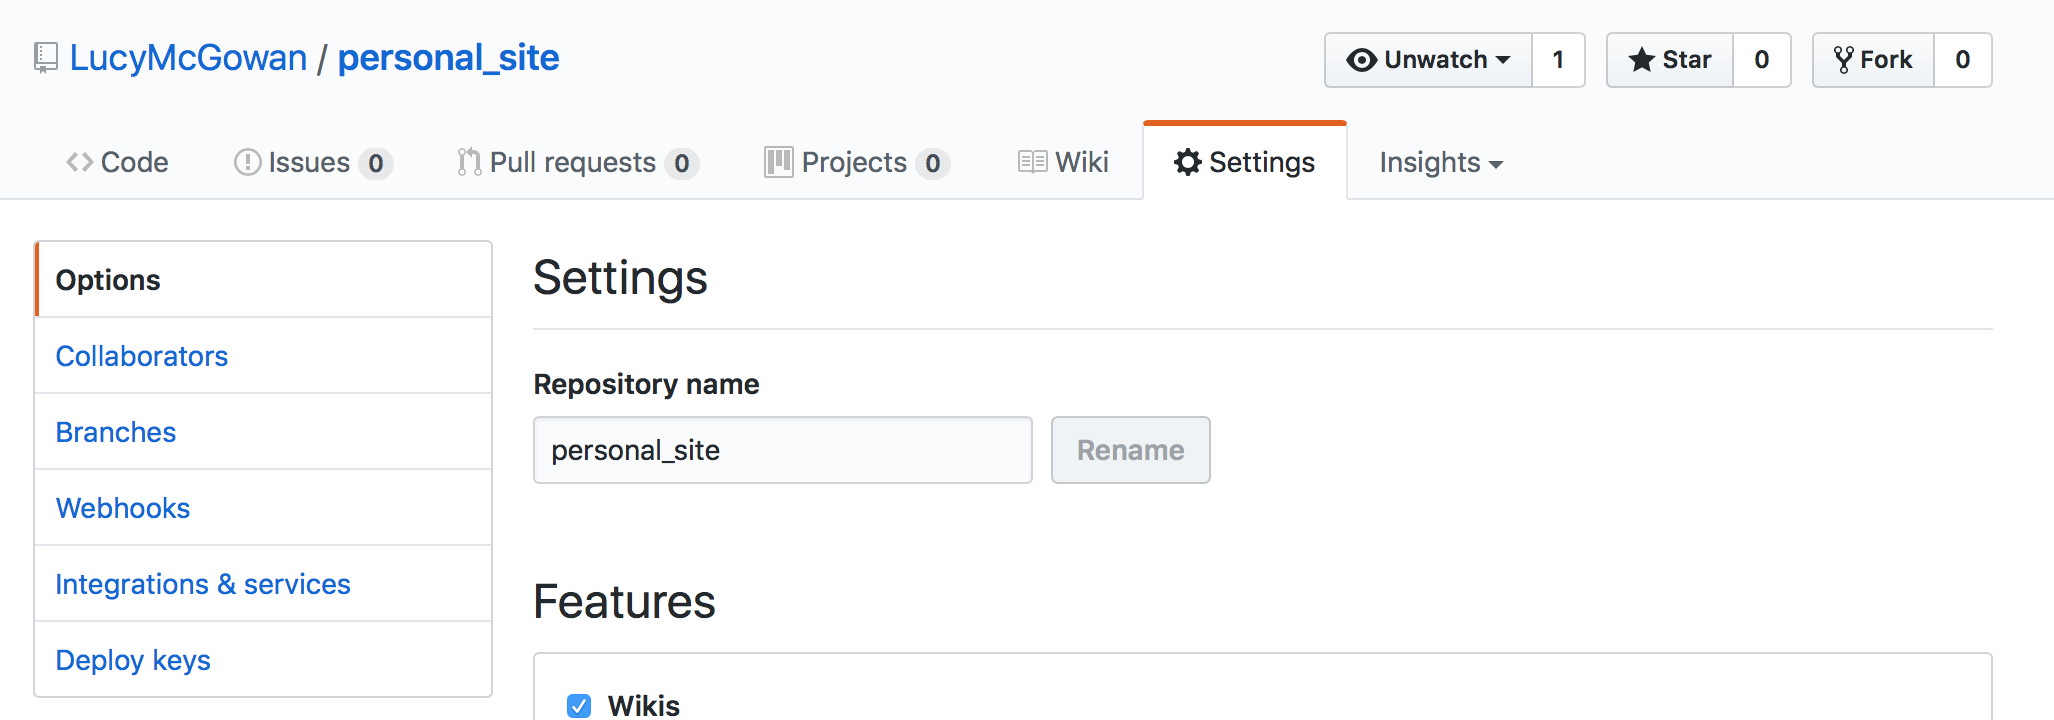 LucyMcGowan / personal_site
Unwatch 1 Star 0 Fork 0
Code Issues 0 Pull requests 0 Projects 0 Wiki Settings Insights
Options
Collaborators
Branches
Webhooks
Integrations & services
Deploy keys
Settings
Repository name
personal_site Rename
Features
Wikis